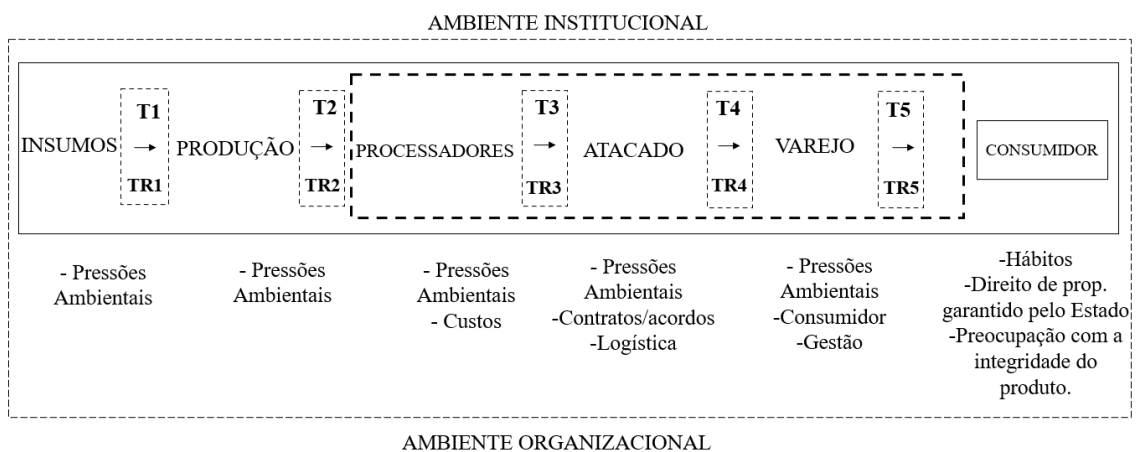 AMBIENTE INSTITUCIONAL
INSUMOS
T1
TR1
PRODUÇÃO
T2
TR2
PROCESSADORES
T3
TR3
ATACADO
T4
TR4
VAREJO
T5
TR5
CONSUMIDOR
- Pressões
Ambientais
- Pressões
Ambientais
- Pressões
Ambientais
- Custos
- Pressões
Ambientais
-Contratos/acordos
-Logística
- Pressões
Ambientais
-Consumidor
-Gestão
-Hábitos
-Direito de prop.
garantido pelo Estado
-Preocupação com a
integridade do
produto.
AMBIENTE ORGANIZACIONAL